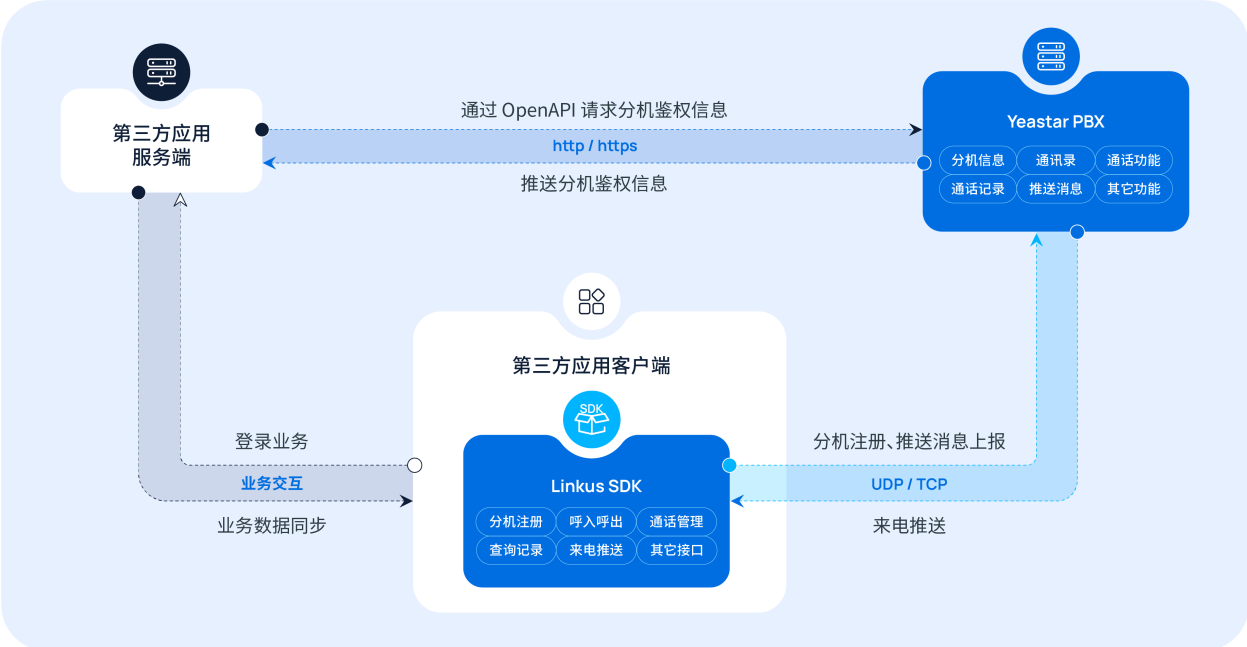 第三方应用
服务端
通过 OpenAPI 请求分机鉴权信息
http / https
推送分机鉴权信息
Yeastar PBX
分机信息 通讯录 通话功能
通话记录 推送消息 其它功能
第三方应用客户端
SDK
Linkus SDK
分机注册 呼入呼出 通话管理
查询记录 来电推送 其它接口
登录业务
业务交互
业务数据同步
分机注册、推送消息上报
UDP / TCP
来电推送